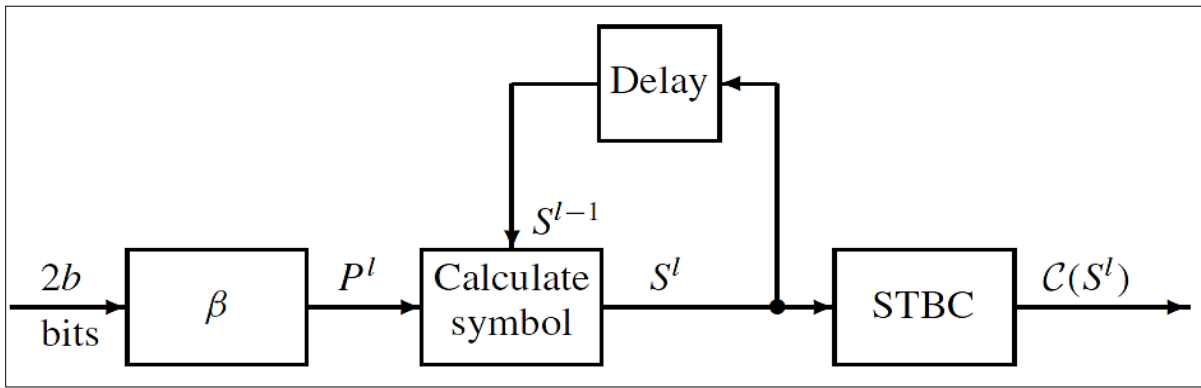 Delay
S^{l−1}
2b
bits
β
P^l
Calculate
symbol
S^l
STBC
𝒞(S^l)